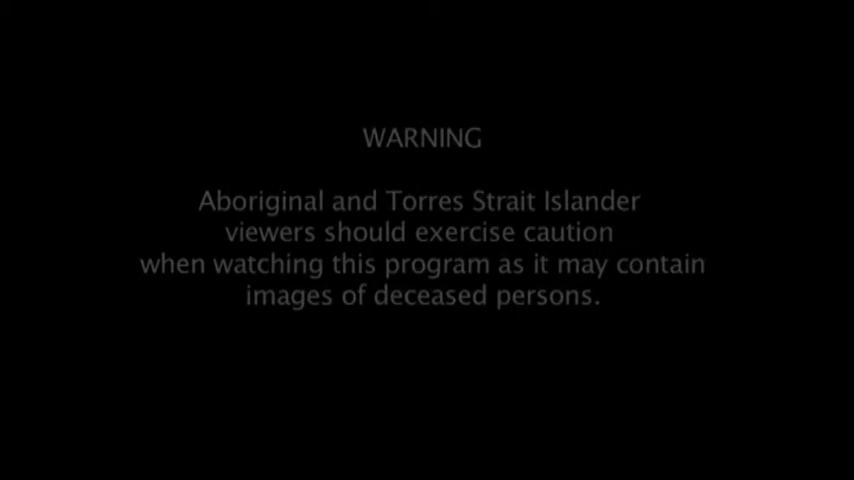 WARNING
Aboriginal and Torres Strait Islander
viewers should exercise caution
when watching this program as it may contain
images of deceased persons.